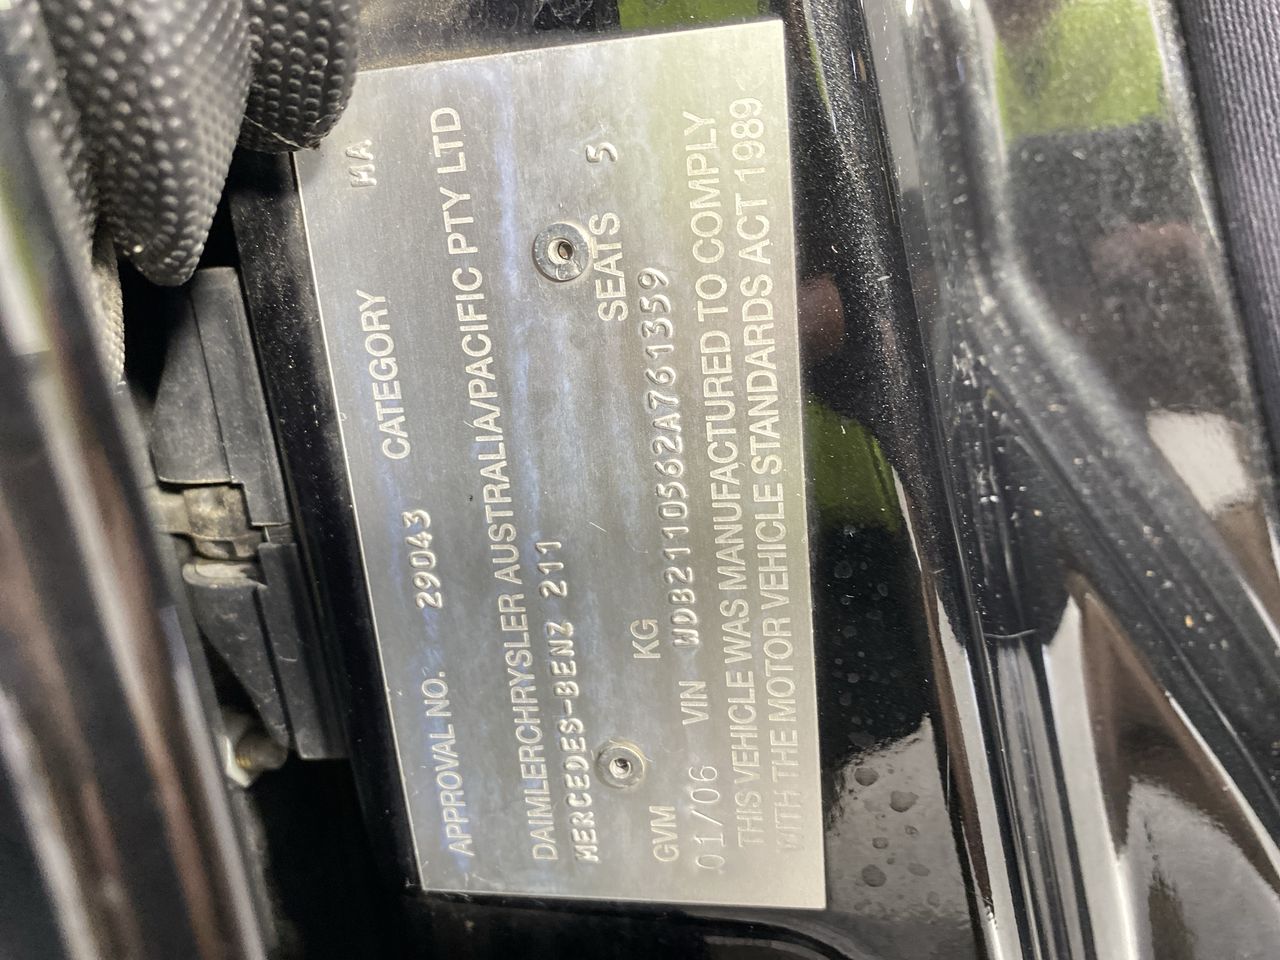 APPROVAL NO. 29043 CATEGORY MA
DAIMLERCHRYSLER AUSTRALIA/PACIFIC PTY LTD
MERCEDES-BENZ 211
SEATS 5
GVM KG
01/06 VIN WDB2110562A761359
THIS VEHICLE WAS MANUFACTURED TO COMPLY
WITH THE MOTOR VEHICLE STANDARDS ACT 1989